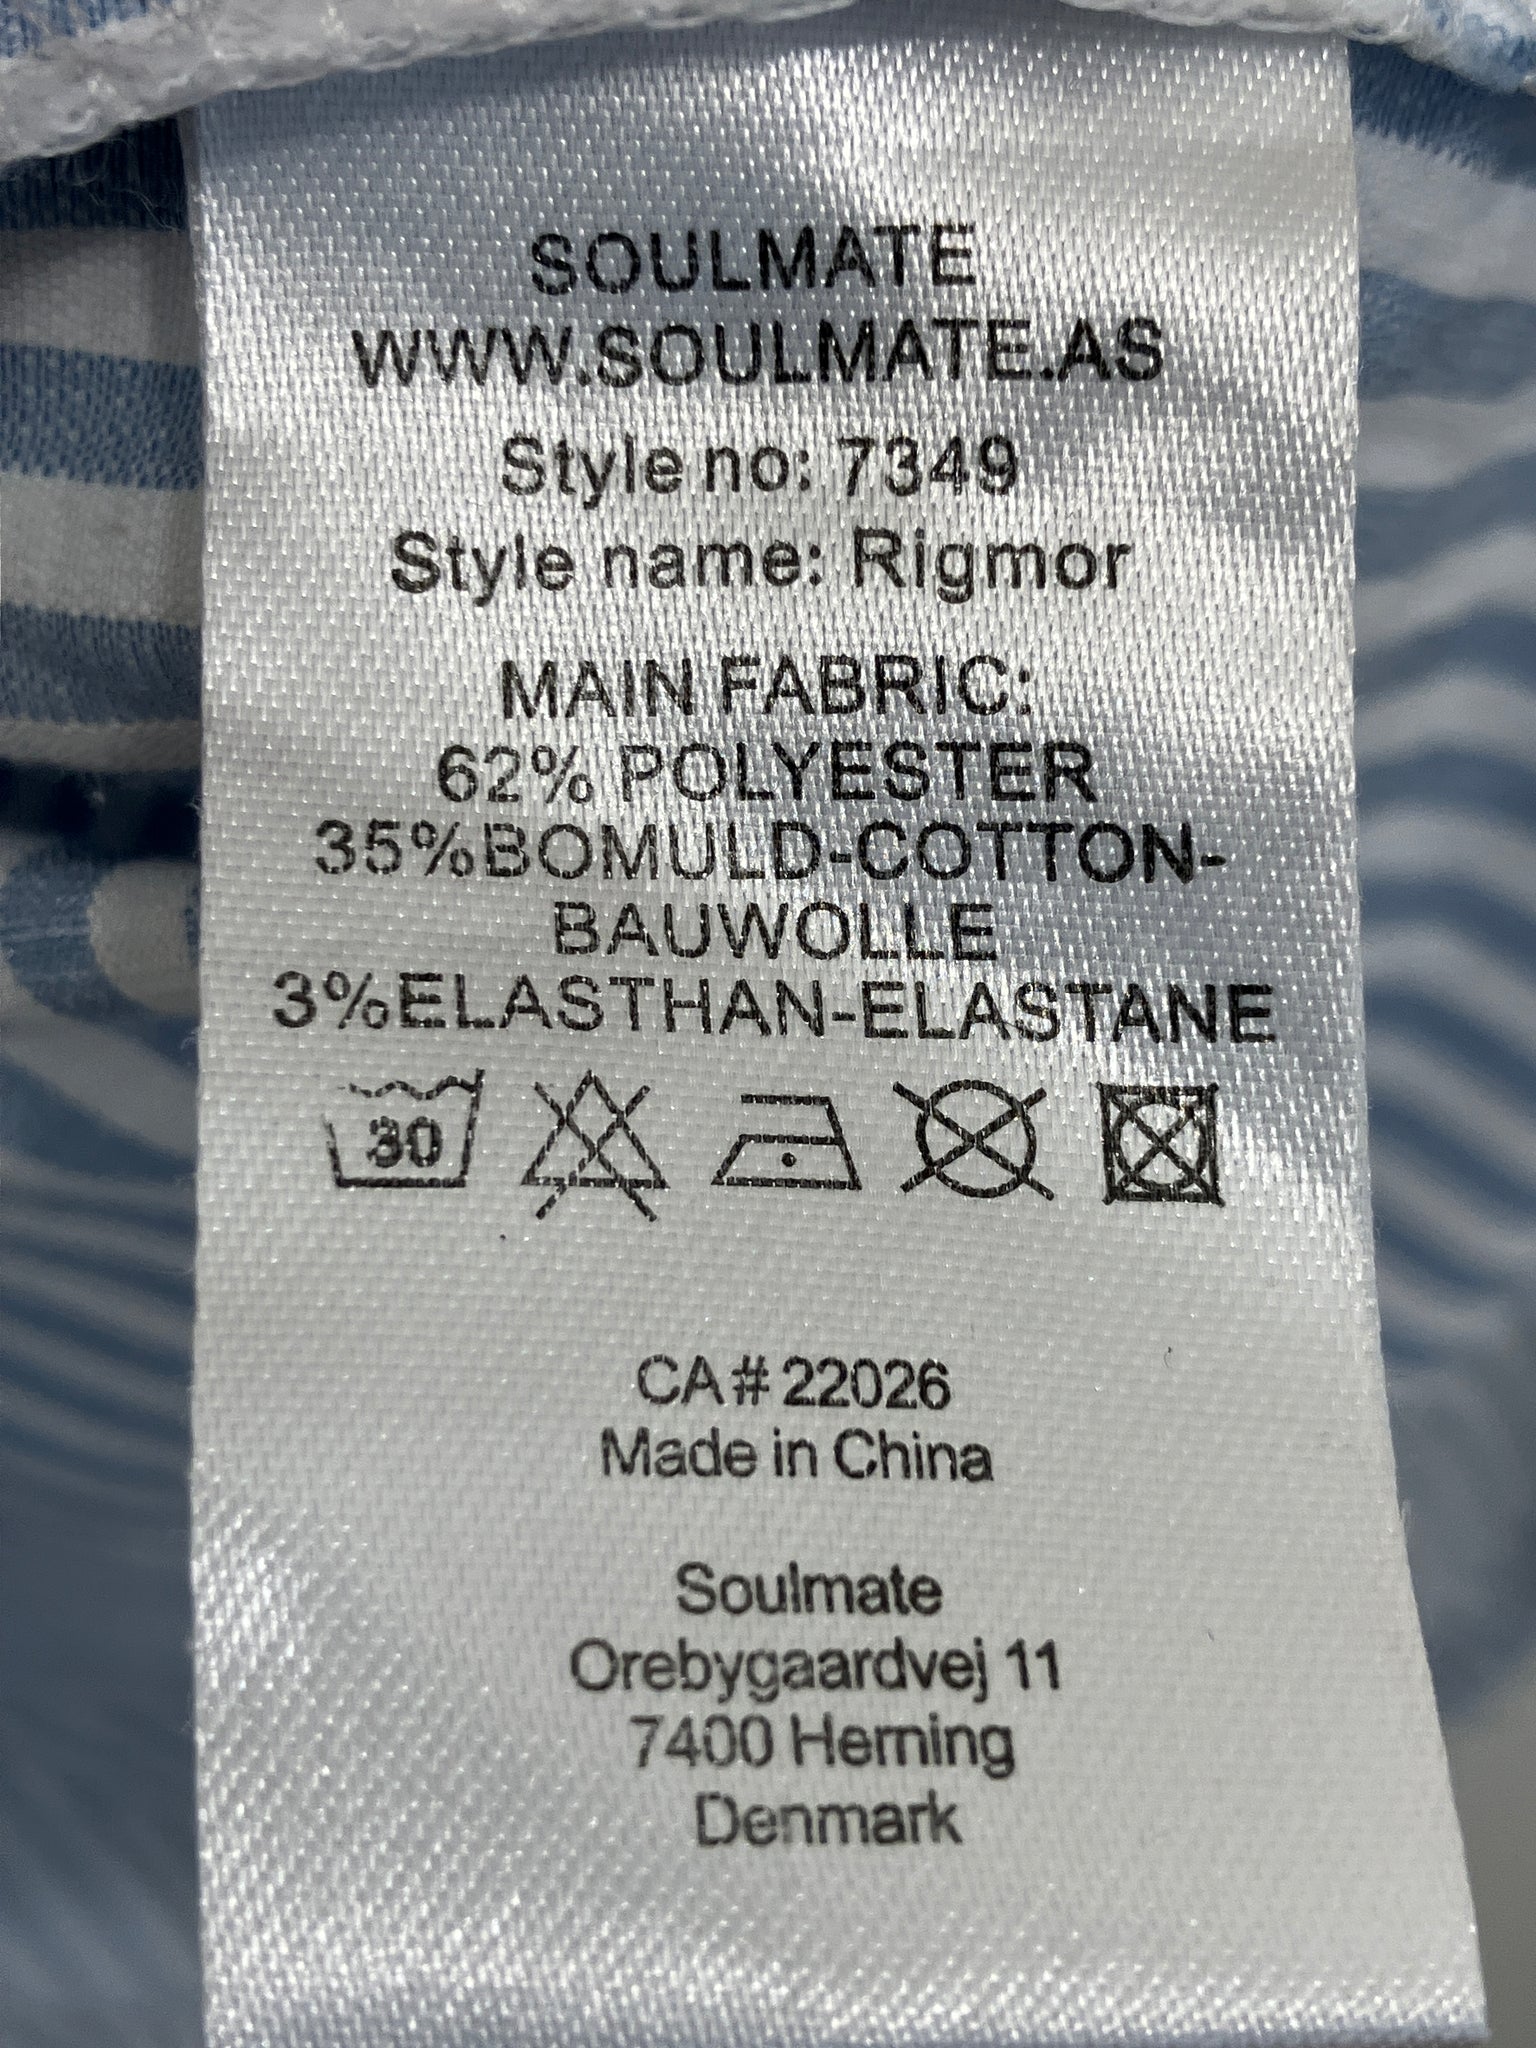 SOULMATE
WWW.SOULMATE.AS
Style no: 7349
Style name: Rigmor
MAIN FABRIC:
62% POLYESTER
35%BOMULD-COTTON-
BAUWOLLE
3%ELASTHAN-ELASTANE
30
CA#22026
Made in China
Soulmate
Orebygaardvej 11
7400 Herning
Denmark